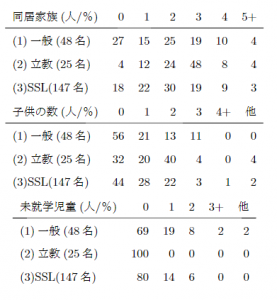 同居家族 (人/%) 0 1 2 3 4 5+
(1) 一般 (48 名) 27 15 25 19 10 4
(2) 立教 (25 名) 4 12 24 48 8 4
(3)SSL(147 名) 18 22 30 19 9 3
子供の数 (人/%) 0 1 2 3 4+ 他
(1) 一般 (48 名) 56 21 13 11 0 0
(2) 立教 (25 名) 32 20 40 4 0 4
(3)SSL(147 名) 44 28 22 3 1 2
未就学児童 (人/%) 0 1 2 3+ 他
(1) 一般 (48 名) 69 19 8 2 2
(2) 立教 (25 名) 100 0 0 0 0
(3)SSL(147 名) 80 14 6 0 0